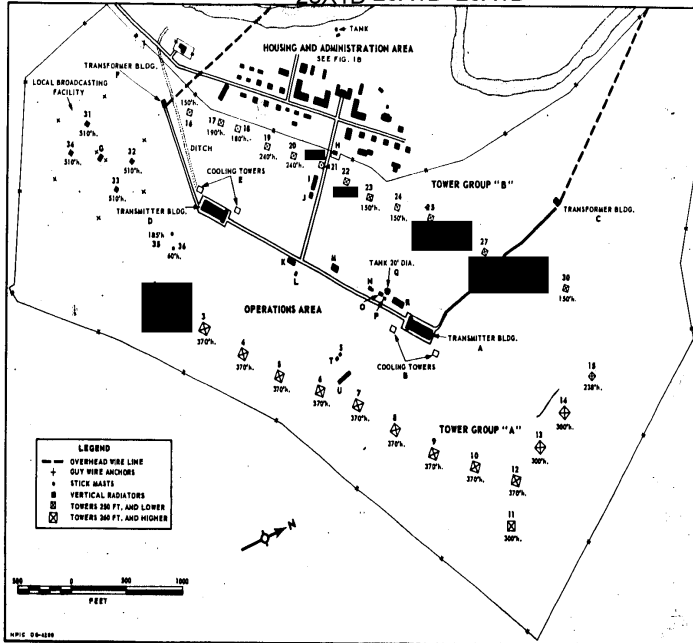 TANK
HOUSING AND ADMINISTRATION AREA
SEE FIG. 1B
TRANSFORMER BLDG.
F
LOCAL BROADCASTING
FACILITY
31
510'h.
34
510'h.
G
32
510'h.
33
510'h.
150'h.
16
17
190'h.
18
180'h.
19
240'h.
20
240'h.
H
21
22
23
150'h.
24
150'h.
25
27
30
150'h.
DITCH
COOLING TOWERS
E
I
J
TOWER GROUP "B"
TRANSFORMER BLDG.
C
TRANSMITTER BLDG.
D
185'h
35
36
60'h.
K
L
M
TANK 20' DIA.
Q
N
O
P
R
OPERATIONS AREA
TRANSMITTER BLDG.
A
COOLING TOWERS
B
S
T
U
3
370'h.
4
370'h.
5
370'h.
6
370'h.
7
370'h.
8
370'h.
9
370'h.
10
370'h.
12
370'h.
11
300'h.
13
300'h.
14
300'h.
15
238'h.
TOWER GROUP "A"
LEGEND
OVERHEAD WIRE LINE
GUY WIRE ANCHORS
STICK MASTS
VERTICAL RADIATORS
TOWERS 250 FT. AND LOWER
TOWERS 260 FT. AND HIGHER
N
500 0 500 1000
FEET